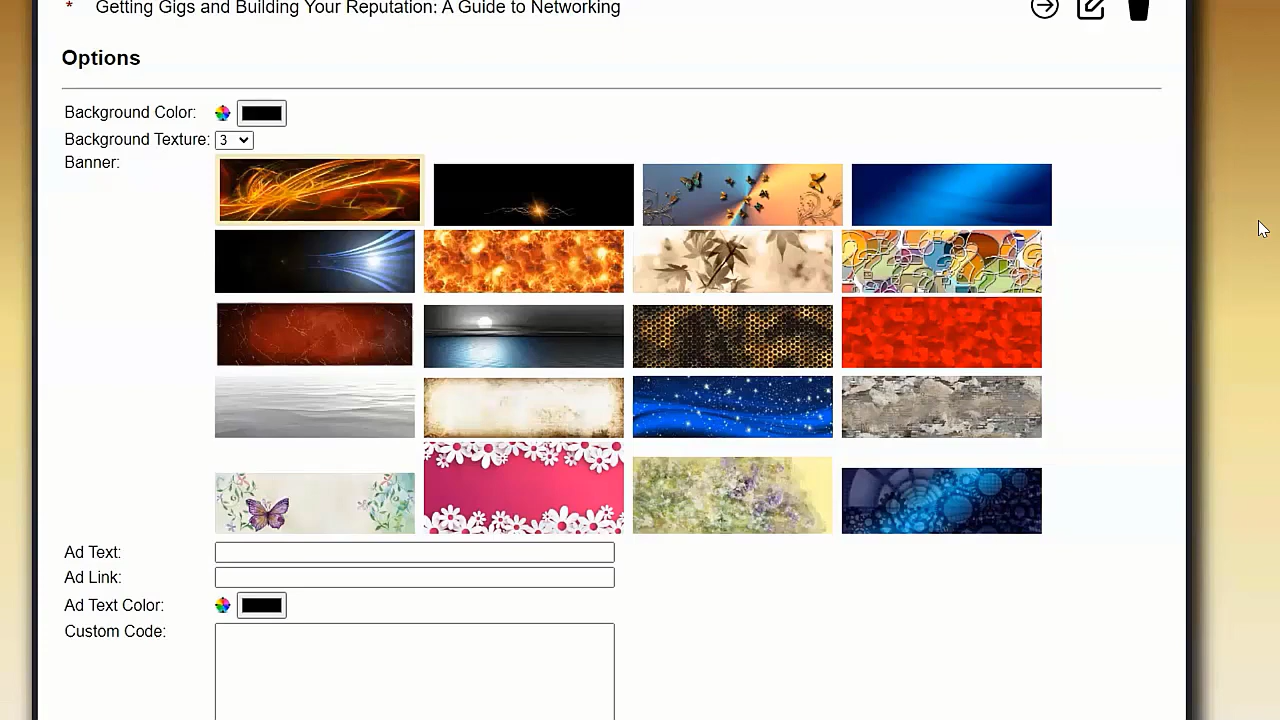 * Getting Gigs and Building Your Reputation: A Guide to Networking
Options
Background Color:
Background Texture: 3
Banner:
Ad Text:
Ad Link:
Ad Text Color:
Custom Code: